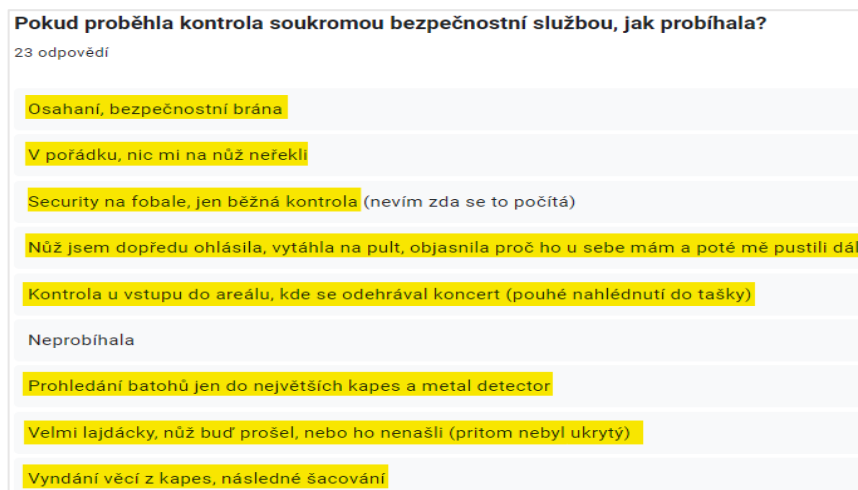 Pokud proběhla kontrola soukromou bezpečnostní službou, jak probíhala?
23 odpovědí
Osahaní, bezpečnostní brána
V pořádku, nic mi na nůž neřekli
Security na fobale, jen běžná kontrola (nevím zda se to počítá)
Nůž jsem dopředu ohlásila, vytáhla na pult, objasnila proč ho u sebe mám a poté mě pustili
Kontrola u vstupu do areálu, kde se odehrával koncert (pouhé nahlédnutí do tašky)
Neprobíhala
Prohledání batohů jen do největších kapes a metal detector
Velmi lajdácky, nůž buď prošel, nebo ho nenašli (pritom nebyl ukrytý)
Vyndání věcí z kapes, následné šacování